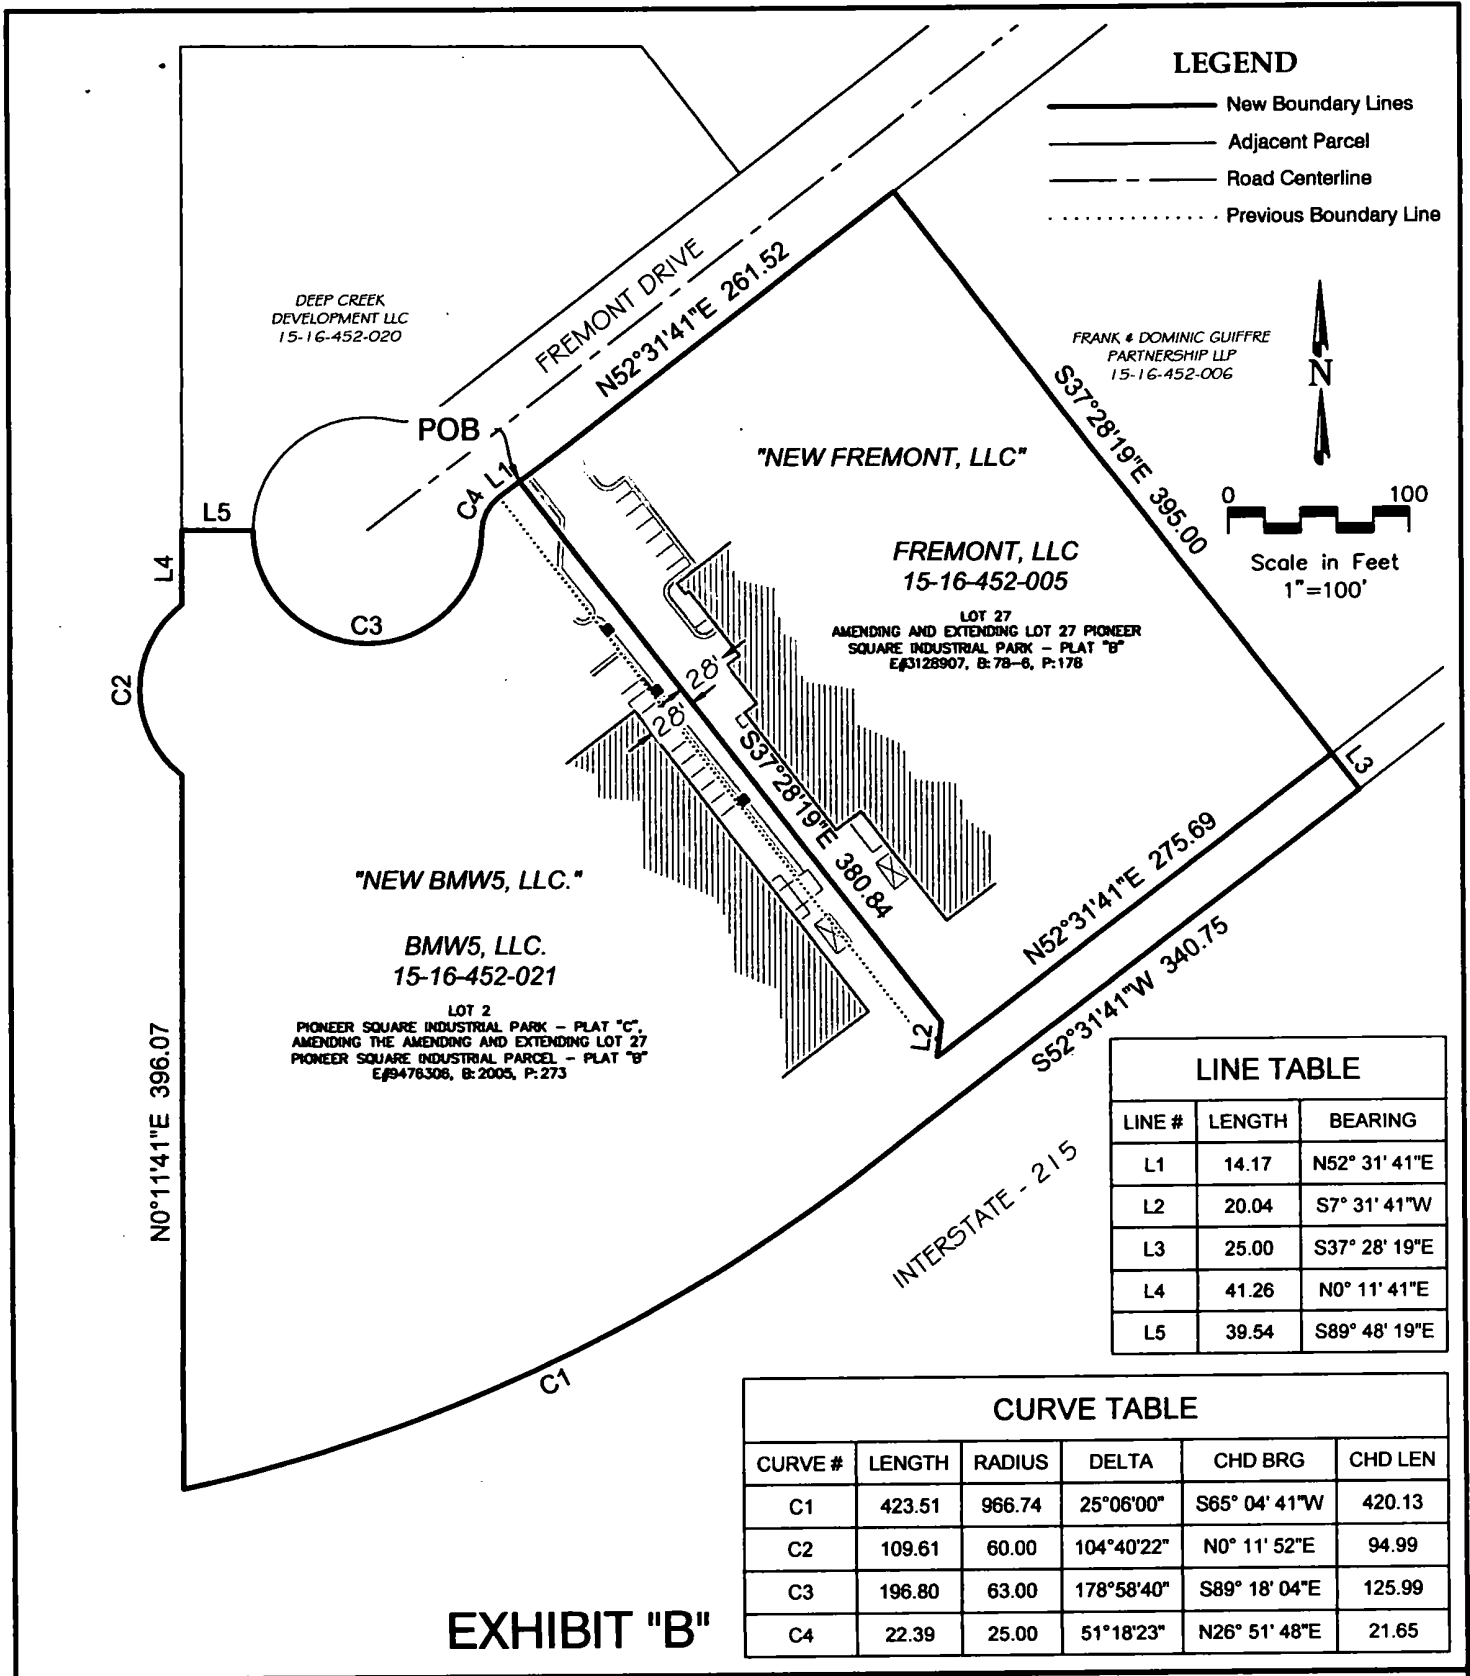 LEGEND
New Boundary Lines
Adjacent Parcel
Road Centerline
Previous Boundary Line
FREMONT DRIVE
N52°31'41"E 261.52
DEEP CREEK
DEVELOPMENT LLC
15-16-452-020
FRANK & DOMINIC GUIFFRE
PARTNERSHIP LLP
15-16-452-006
N
S37°28'19"E 395.00
POB
L1
C4
L5
L4
C3
C2
"NEW FREMONT, LLC"
0 100
Scale in Feet
1"=100'
FREMONT, LLC
15-16-452-005
LOT 27
AMENDING AND EXTENDING LOT 27 PIONEER
SQUARE INDUSTRIAL PARK - PLAT "B"
E#3128907, B:78-6, P:178
28'
28'
S37°28'19"E 380.84
L3
N52°31'41"E 275.69
S52°31'41"W 340.75
L2
"NEW BMW5, LLC."
BMW5, LLC.
15-16-452-021
LOT 2
PIONEER SQUARE INDUSTRIAL PARK - PLAT "C",
AMENDING THE AMENDING AND EXTENDING LOT 27
PIONEER SQUARE INDUSTRIAL PARCEL - PLAT "B"
E#9476306, B:2005, P:273
N0°11'41"E 396.07
INTERSTATE - 215
C1
LINE TABLE
LINE # LENGTH BEARING
L1 14.17 N52° 31' 41"E
L2 20.04 S7° 31' 41"W
L3 25.00 S37° 28' 19"E
L4 41.26 N0° 11' 41"E
L5 39.54 S89° 48' 19"E
CURVE TABLE
CURVE # LENGTH RADIUS DELTA CHD BRG CHD LEN
C1 423.51 966.74 25°06'00" S65° 04' 41"W 420.13
C2 109.61 60.00 104°40'22" N0° 11' 52"E 94.99
C3 196.80 63.00 178°58'40" S89° 18' 04"E 125.99
C4 22.39 25.00 51°18'23" N26° 51' 48"E 21.65
EXHIBIT "B"